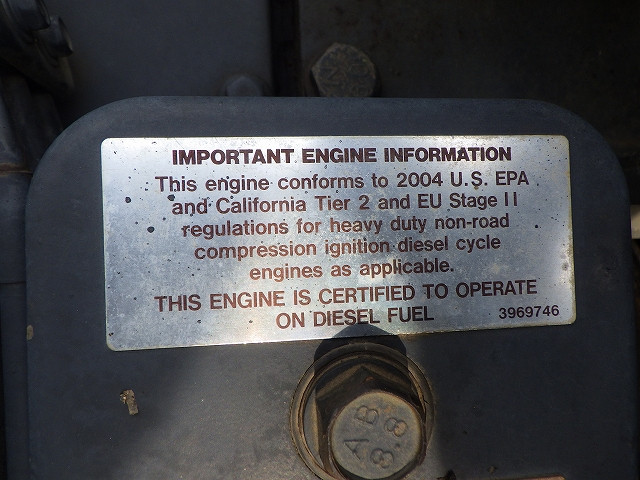 IMPORTANT ENGINE INFORMATION
This engine conforms to 2004 U.S. EPA
and California Tier 2 and EU Stage II
regulations for heavy duty non-road
compression ignition diesel cycle
engines as applicable.
THIS ENGINE IS CERTIFIED TO OPERATE
ON DIESEL FUEL
3969746
A B
8.8